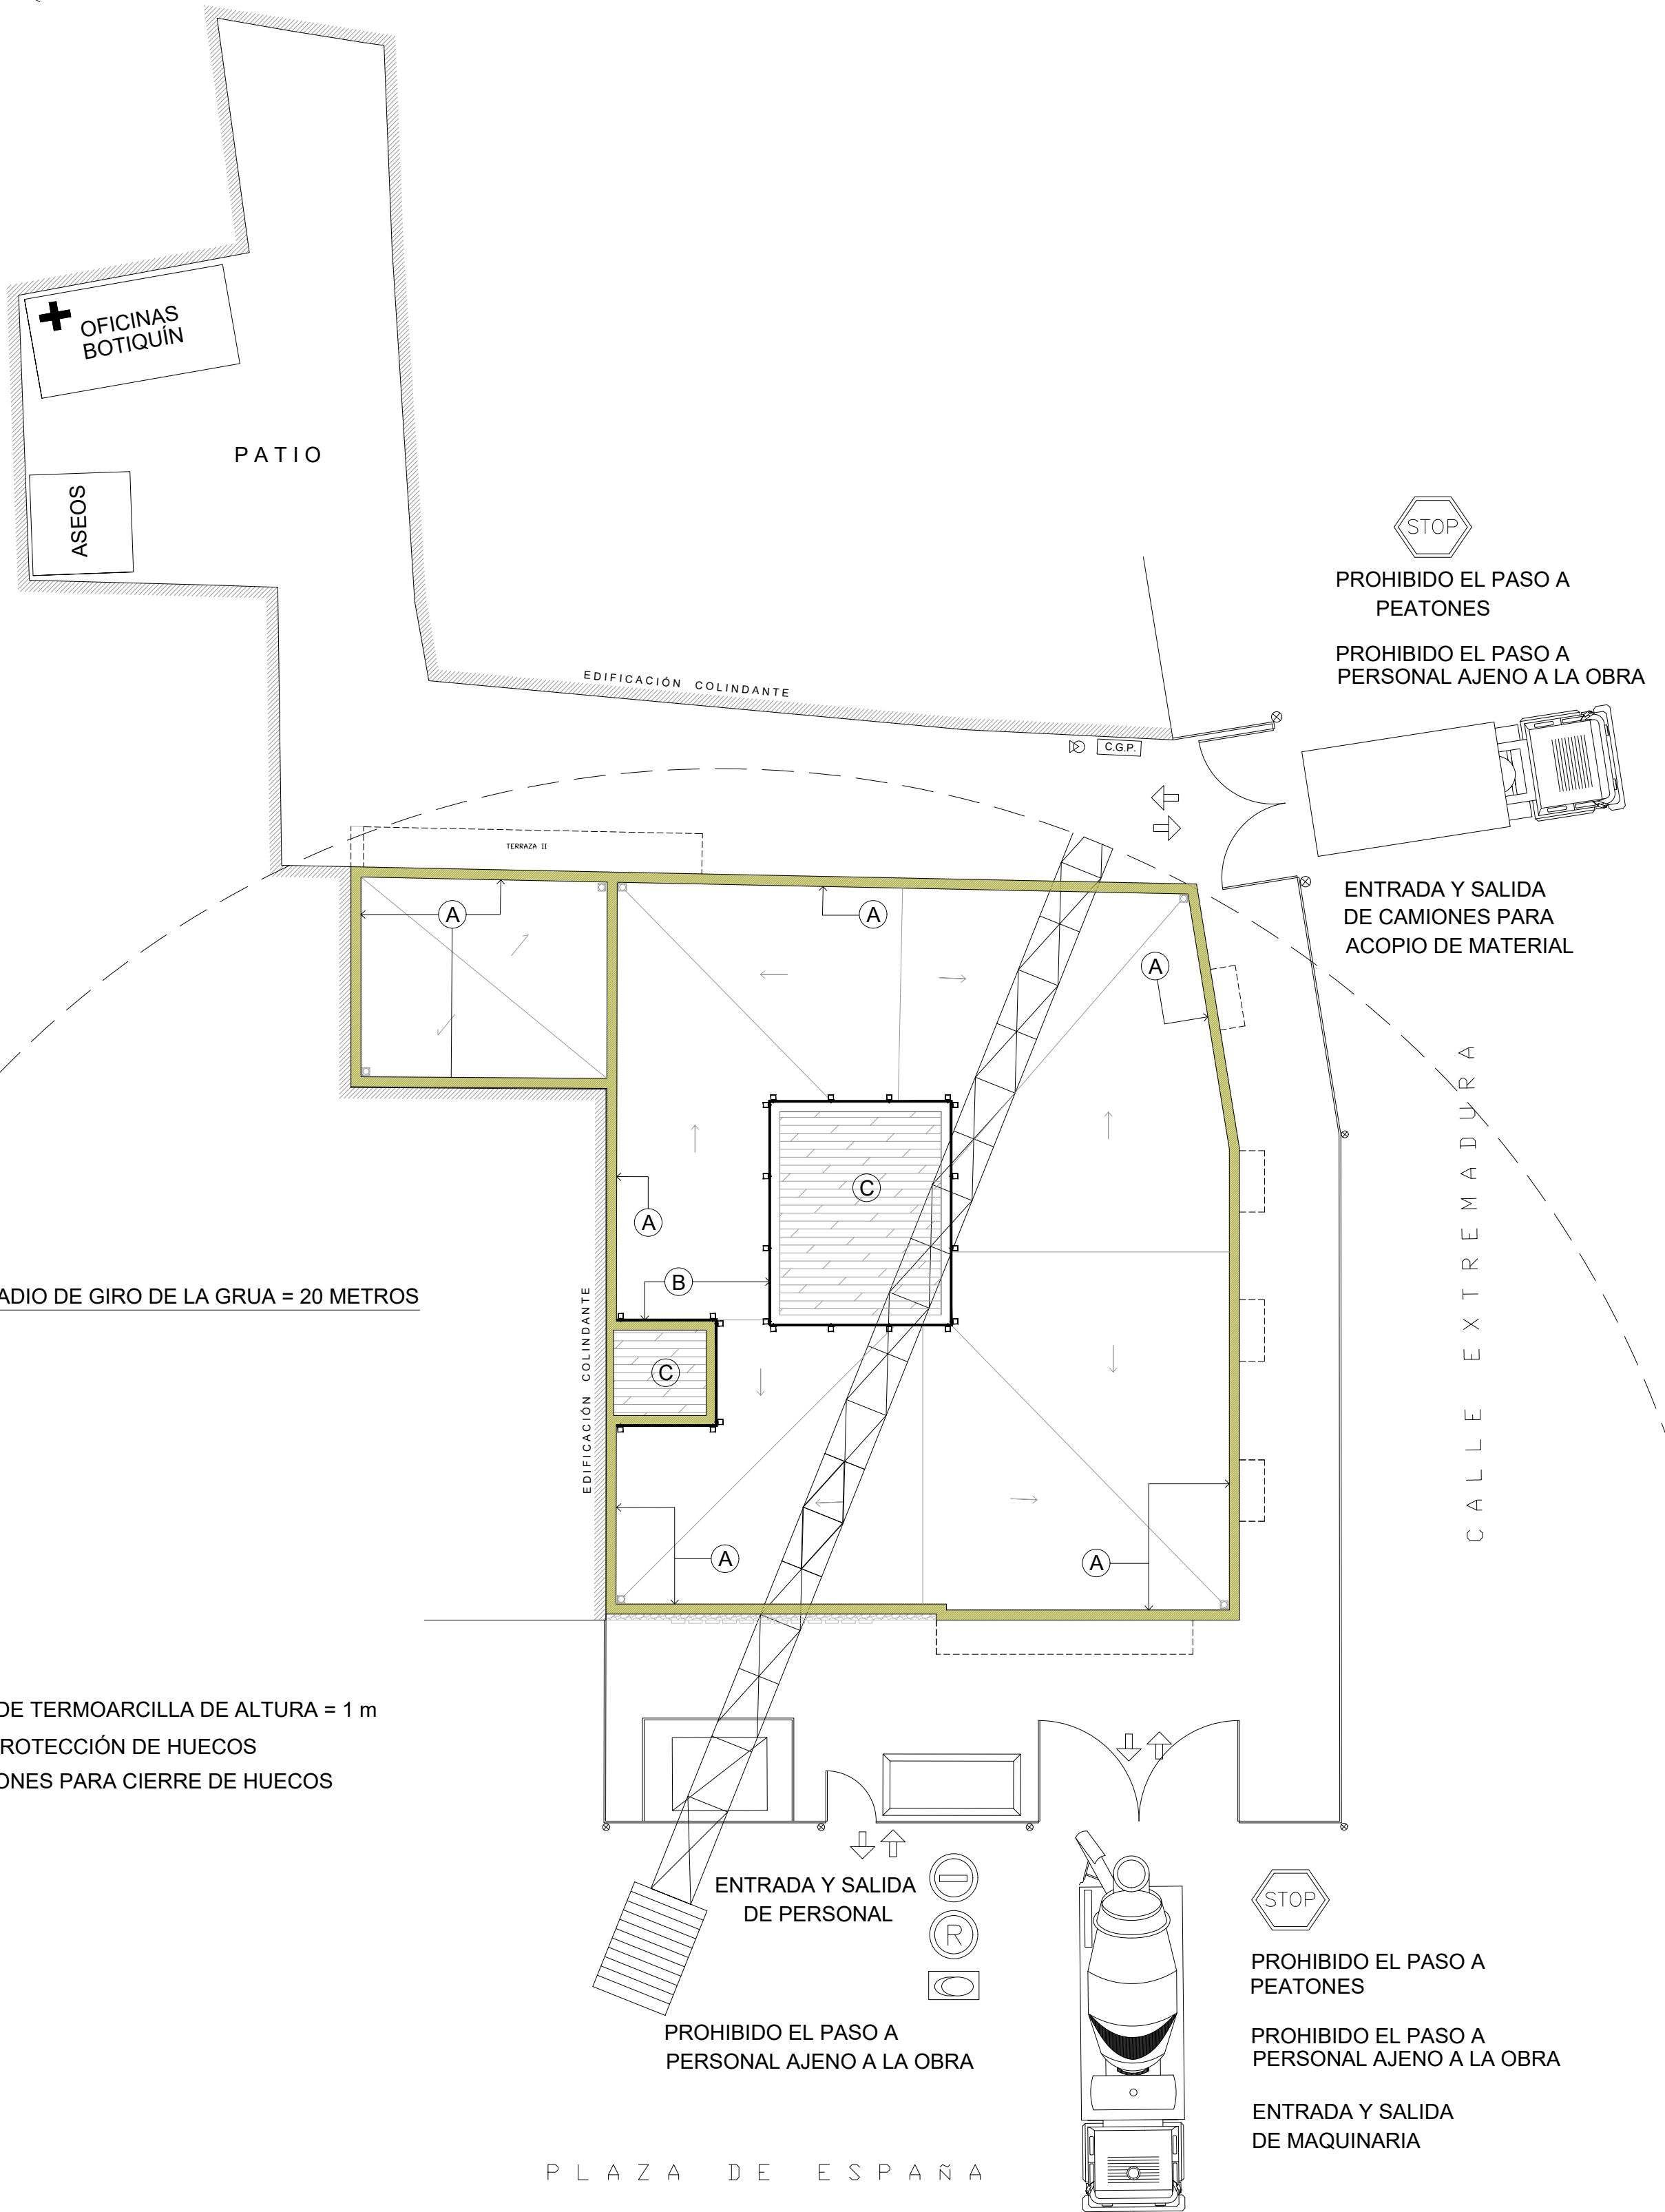 OFICINAS
BOTIQUÍN
PATIO
ASEOS
STOP
PROHIBIDO EL PASO A
PEATONES
PROHIBIDO EL PASO A
PERSONAL AJENO A LA OBRA
EDIFICACIÓN COLINDANTE
C.G.P.
TERRAZA II
ENTRADA Y SALIDA
DE CAMIONES PARA
ACOPIO DE MATERIAL
A
A
A
C
A
B
ADIO DE GIRO DE LA GRUA = 20 METROS
C
EDIFICACIÓN COLINDANTE
CALLE EXTREMADURA
A
A
DE TERMOARCILLA DE ALTURA = 1 m
ROTECCIÓN DE HUECOS
ONES PARA CIERRE DE HUECOS
ENTRADA Y SALIDA
DE PERSONAL
R
STOP
PROHIBIDO EL PASO A
PERSONAL AJENO A LA OBRA
PROHIBIDO EL PASO A
PEATONES
PROHIBIDO EL PASO A
PERSONAL AJENO A LA OBRA
ENTRADA Y SALIDA
DE MAQUINARIA
PLAZA DE ESPAÑA